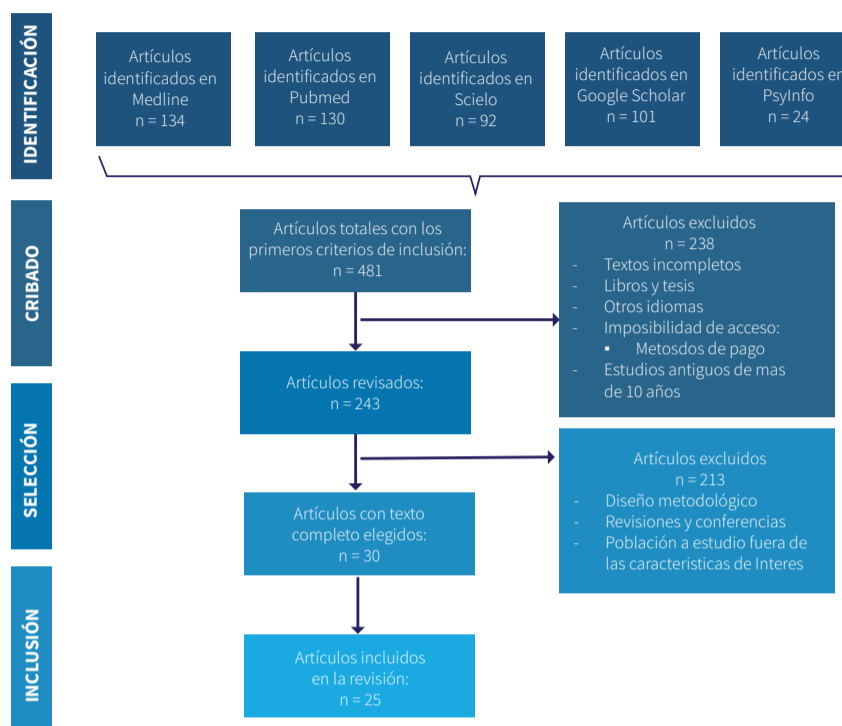 IDENTIFICACIÓN
Artículos
identificados en
Medline
n = 134
Artículos
identificados en
Pubmed
n = 130
Artículos
identificados en
Scielo
n = 92
Artículos
identificados en
Google Scholar
n = 101
Artículos
identificados en
PsyInfo
n = 24
CRIBADO
Artículos totales con los
primeros criterios de inclusión:
n = 481
Artículos excluidos
n = 238
- Textos incompletos
- Libros y tesis
- Otros idiomas
- Imposibilidad de acceso:
▪ Metosdos de pago
- Estudios antiguos de mas
de 10 años
SELECCIÓN
Artículos revisados:
n = 243
Artículos excluidos
n = 213
- Diseño metodológico
- Revisiones y conferencias
- Población a estudio fuera de
las caracteristicas de Interes
Artículos con texto
completo elegidos:
n = 30
INCLUSIÓN
Artículos incluidos
en la revisión:
n = 25